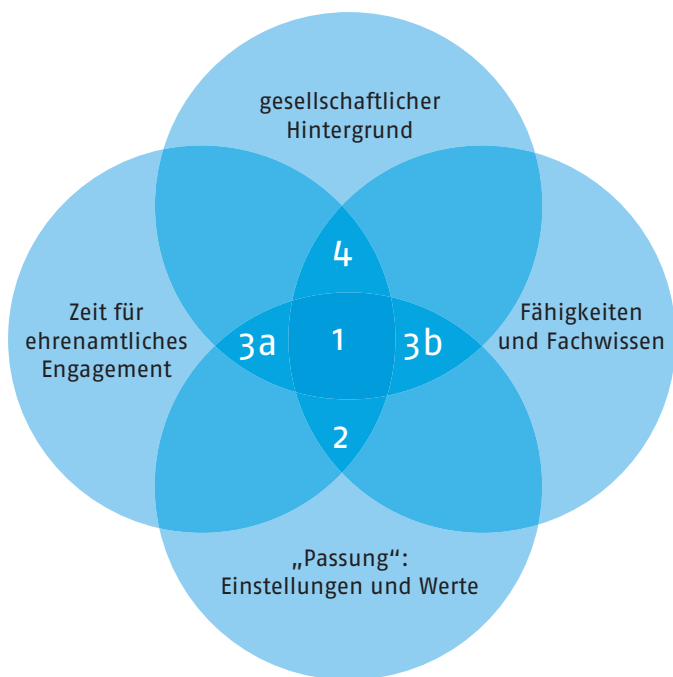 gesellschaftlicher
Hintergrund
4
Zeit für
ehrenamtliches
Engagement
3a
1
3b
Fähigkeiten
und Fachwissen
2
„Passung“:
Einstellungen und Werte